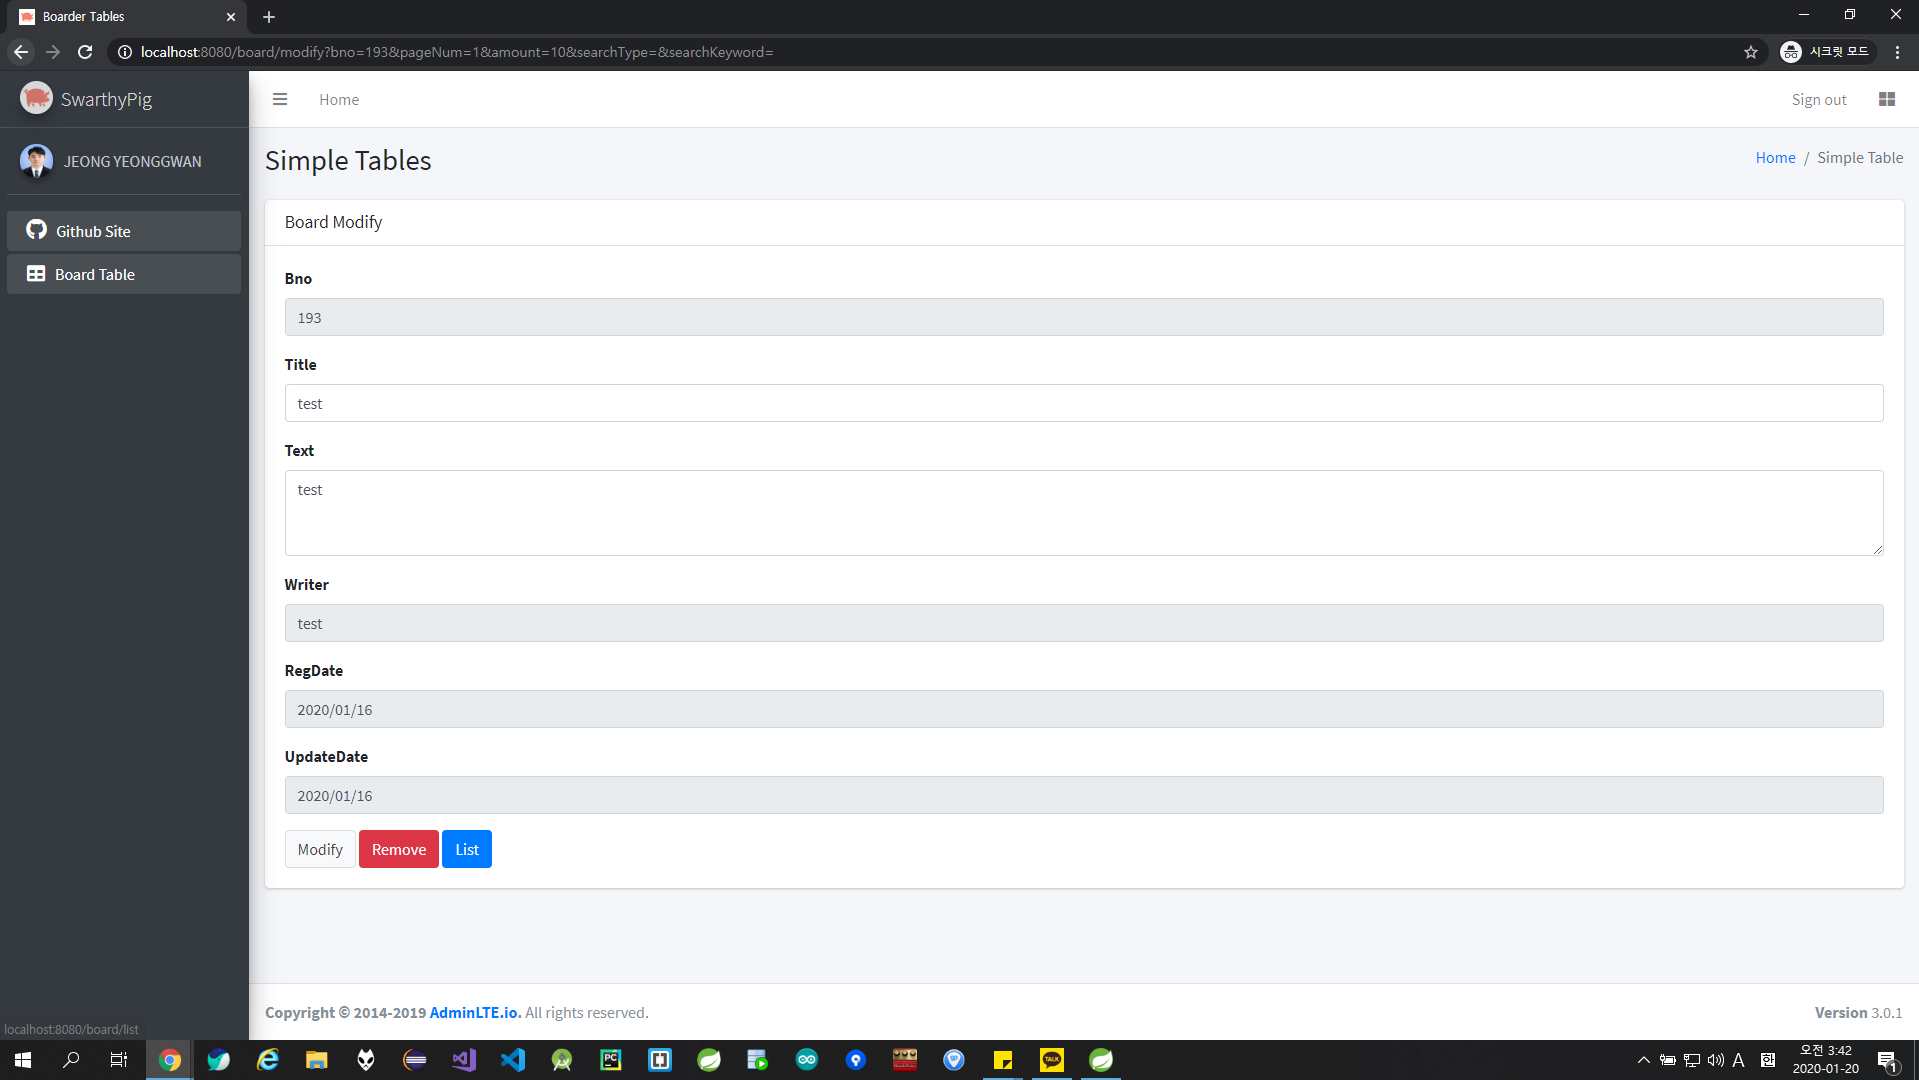 Boarder Tables
localhost:8080/board/modify?bno=193&pageNum=1&amount=10&searchType=&searchKeyword=
시크릿 모드
SwarthyPig
Home
Sign out
JEONG YEONGGWAN
Simple Tables
Home / Simple Table
Github Site
Board Table
Board Modify
Bno
193
Title
test
Text
test
Writer
test
RegDate
2020/01/16
UpdateDate
2020/01/16
Modify
Remove
List
Copyright © 2014-2019 AdminLTE.io. All rights reserved.
Version 3.0.1
localhost:8080/board/list
PC
TALK
A
오전 3:42
2020-01-20
1